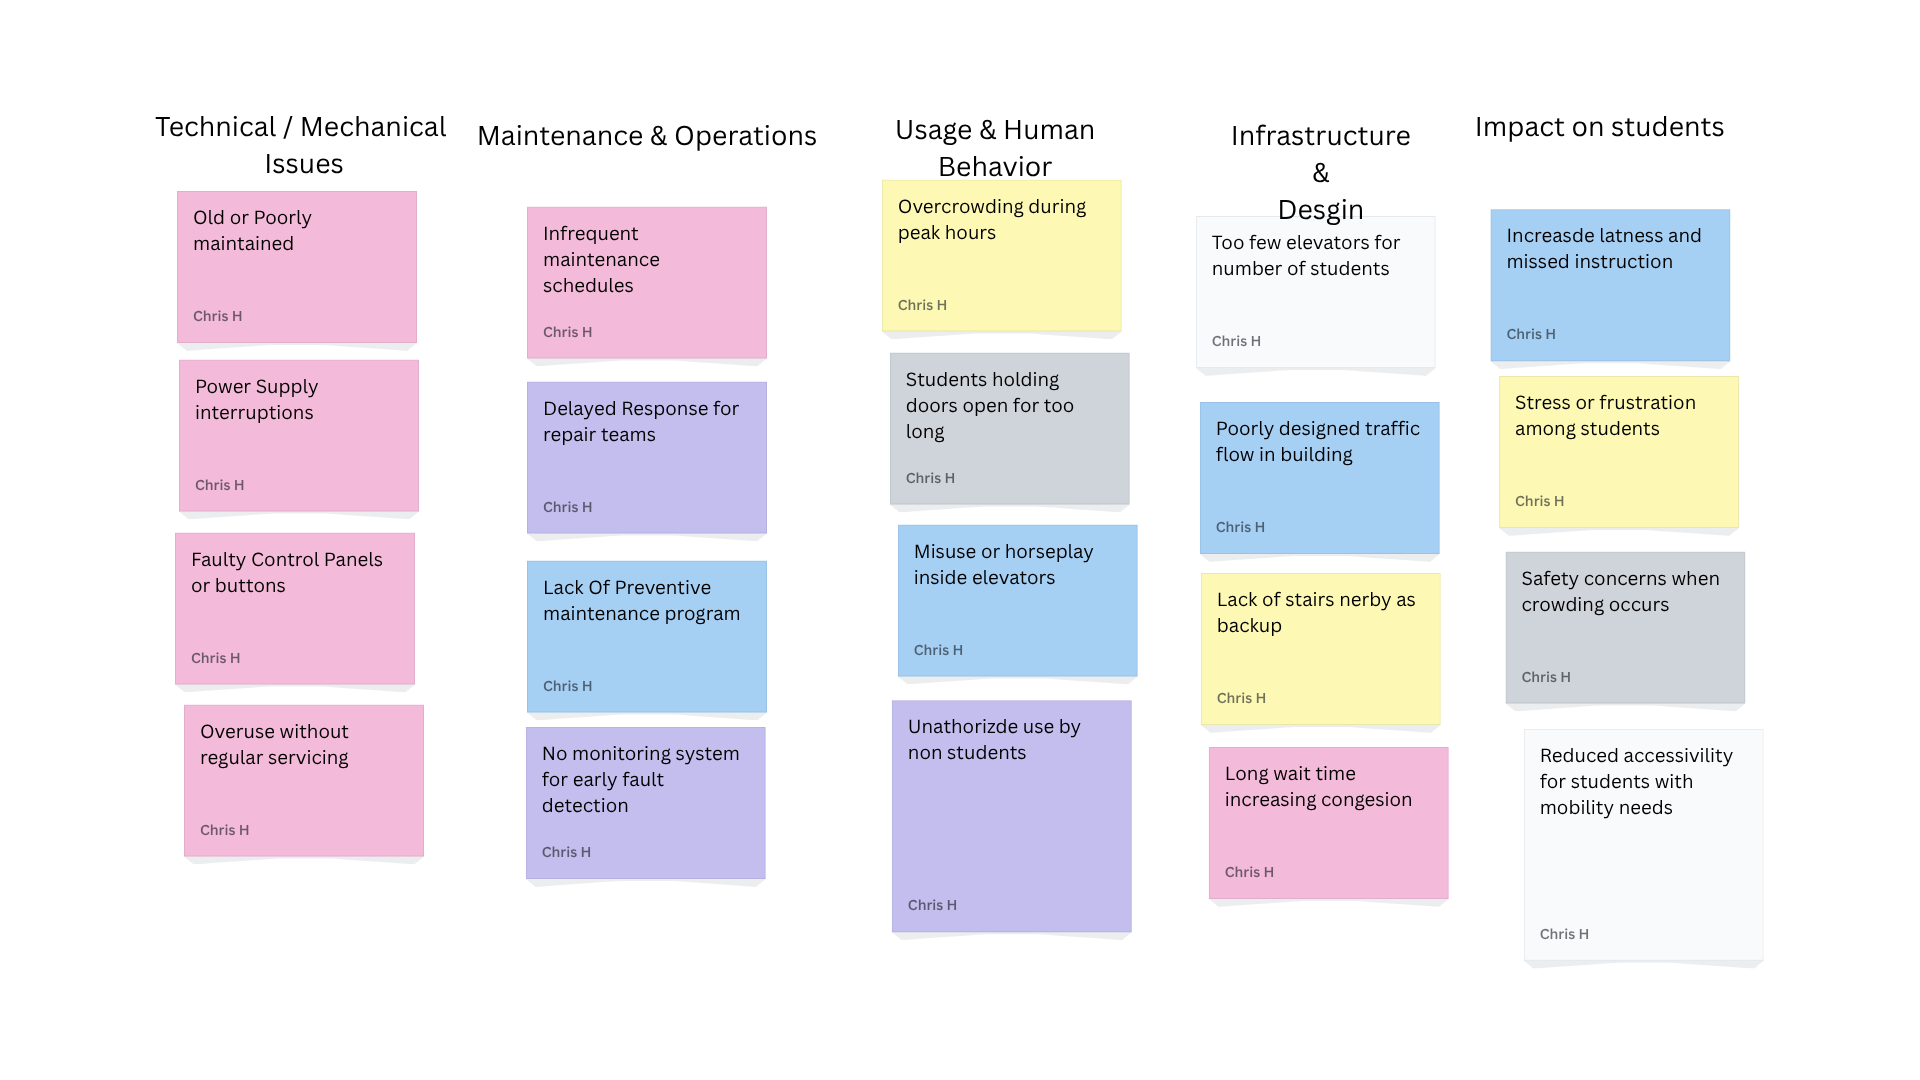 Technical / Mechanical
Issues
Old or Poorly
maintained
Chris H
Power Supply
interruptions
Chris H
Faulty Control Panels
or buttons
Chris H
Overuse without
regular servicing
Chris H
Maintenance & Operations
Infrequent
maintenance
schedules
Chris H
Delayed Response for
repair teams
Chris H
Lack Of Preventive
maintenance program
Chris H
No monitoring system
for early fault
detection
Chris H
Usage & Human
Behavior
Overcrowding during
peak hours
Chris H
Students holding
doors open for too
long
Chris H
Misuse or horseplay
inside elevators
Chris H
Unathorizde use by
non students
Chris H
Infrastructure
&
Desgin
Too few elevators for
number of students
Chris H
Poorly designed traffic
flow in building
Chris H
Lack of stairs nerby as
backup
Chris H
Long wait time
increasing congesion
Chris H
Impact on students
Increasde latness and
missed instruction
Chris H
Stress or frustration
among students
Chris H
Safety concerns when
crowding occurs
Chris H
Reduced accessivility
for students with
mobility needs
Chris H